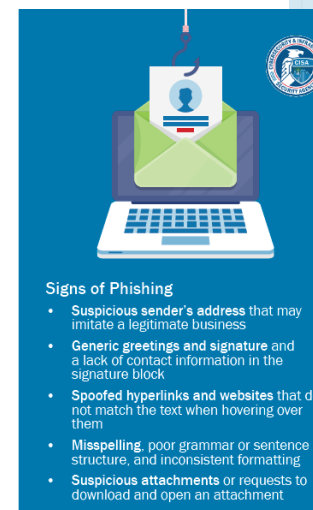 CISA
Signs of Phishing
• Suspicious sender's address that may
imitate a legitimate business
• Generic greetings and signature and
a lack of contact information in the
signature block
• Spoofed hyperlinks and websites that d
not match the text when hovering over
them
• Misspelling, poor grammar or sentence
structure, and inconsistent formatting
• Suspicious attachments or requests to
download and open an attachment